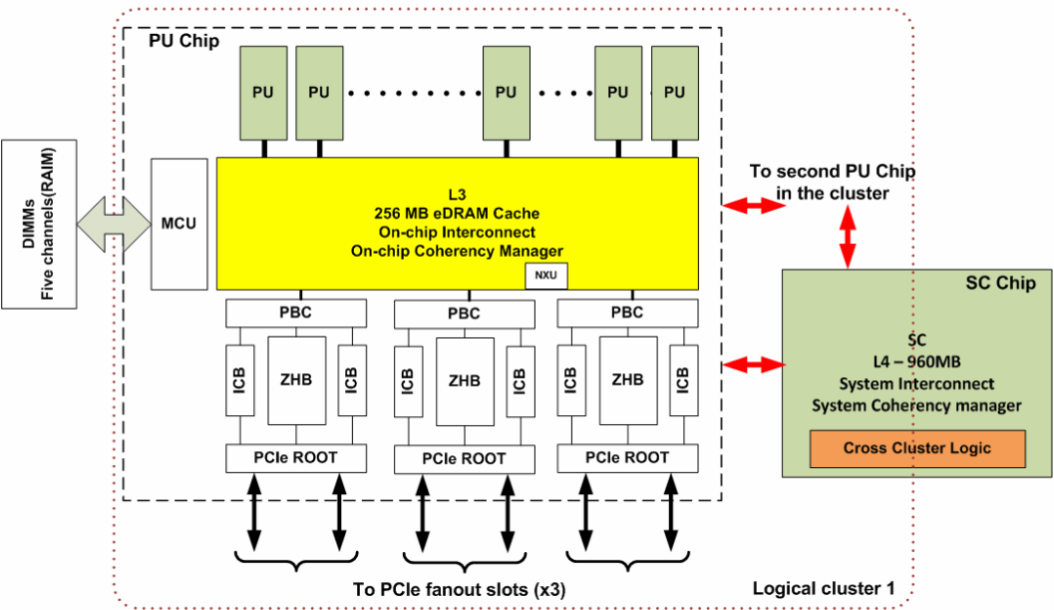 PU Chip
PU
PU
PU
PU
PU
DIMMs
Five channels(RAIM)
MCU
L3
256 MB eDRAM Cache
On-chip Interconnect
On-chip Coherency Manager
NXU
To second PU Chip
in the cluster
SC Chip
SC
L4 – 960MB
System Interconnect
System Coherency manager
Cross Cluster Logic
PBC
PBC
PBC
ICB
ZHB
ICB
ICB
ZHB
ICB
ICB
ZHB
ICB
PCIe ROOT
PCIe ROOT
PCIe ROOT
To PCIe fanout slots (x3)
Logical cluster 1